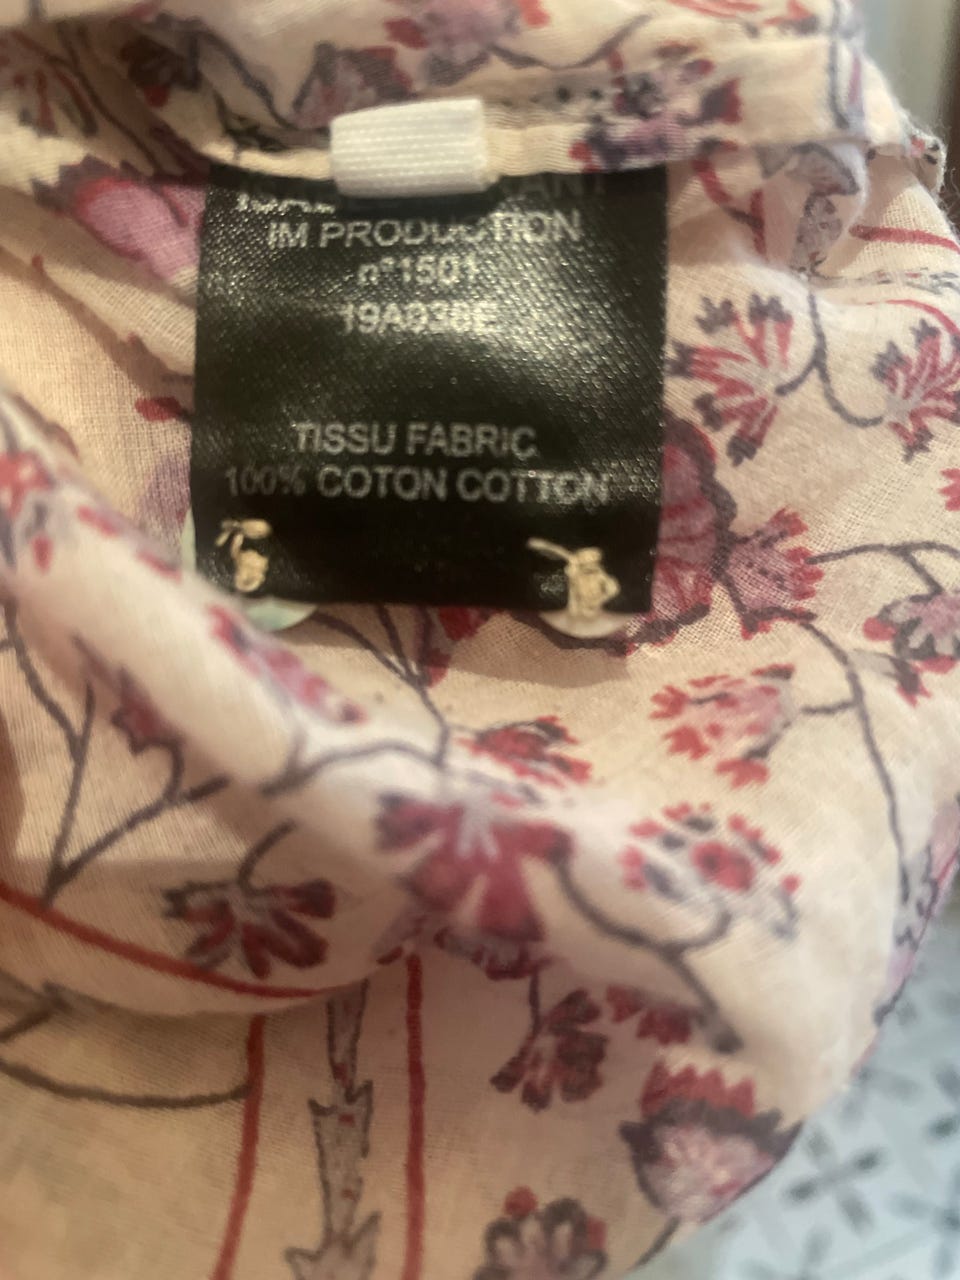 IM PRODUCTION
n°1501
TISSU FABRIC
100% COTON COTTON